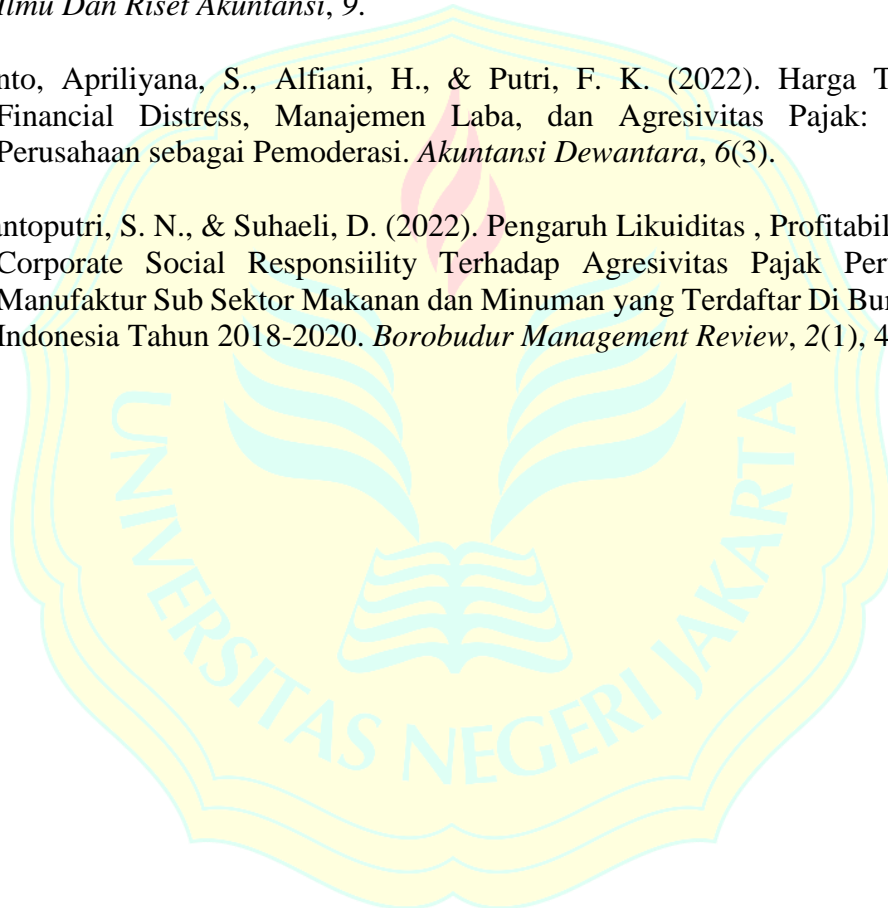 Ilmu Dan Riset Akuntansi, 9.
nto, Apriliyana, S., Alfiani, H., & Putri, F. K. (2022). Harga T
Financial Distress, Manajemen Laba, dan Agresivitas Pajak:
Perusahaan sebagai Pemoderasi. Akuntansi Dewantara, 6(3).
ntoputri, S. N., & Suhaeli, D. (2022). Pengaruh Likuiditas , Profitabil
Corporate Social Responsiility Terhadap Agresivitas Pajak Per
Manufaktur Sub Sektor Makanan dan Minuman yang Terdaftar Di Bur
Indonesia Tahun 2018-2020. Borobudur Management Review, 2(1), 4
UNIVERSITAS NEGERI JAKARTA